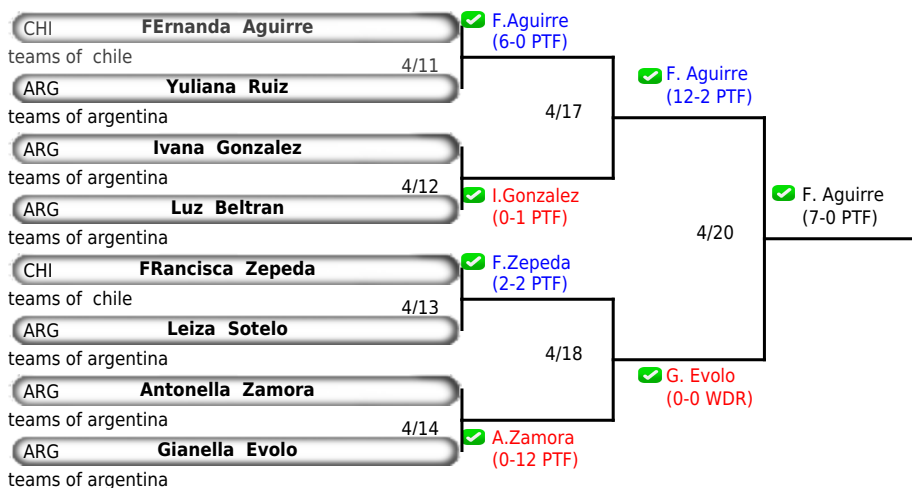 CHI FErnanda Aguirre
teams of chile
4/11
ARG Yuliana Ruiz
teams of argentina
F.Aguirre
(6-0 PTF)
ARG Ivana Gonzalez
teams of argentina
4/12
ARG Luz Beltran
teams of argentina
I.Gonzalez
(0-1 PTF)
4/17
F. Aguirre
(12-2 PTF)
CHI FRancisca Zepeda
teams of chile
4/13
ARG Leiza Sotelo
teams of argentina
F.Zepeda
(2-2 PTF)
ARG Antonella Zamora
teams of argentina
4/14
ARG Gianella Evolo
teams of argentina
A.Zamora
(0-12 PTF)
4/18
G. Evolo
(0-0 WDR)
4/20
F. Aguirre
(7-0 PTF)